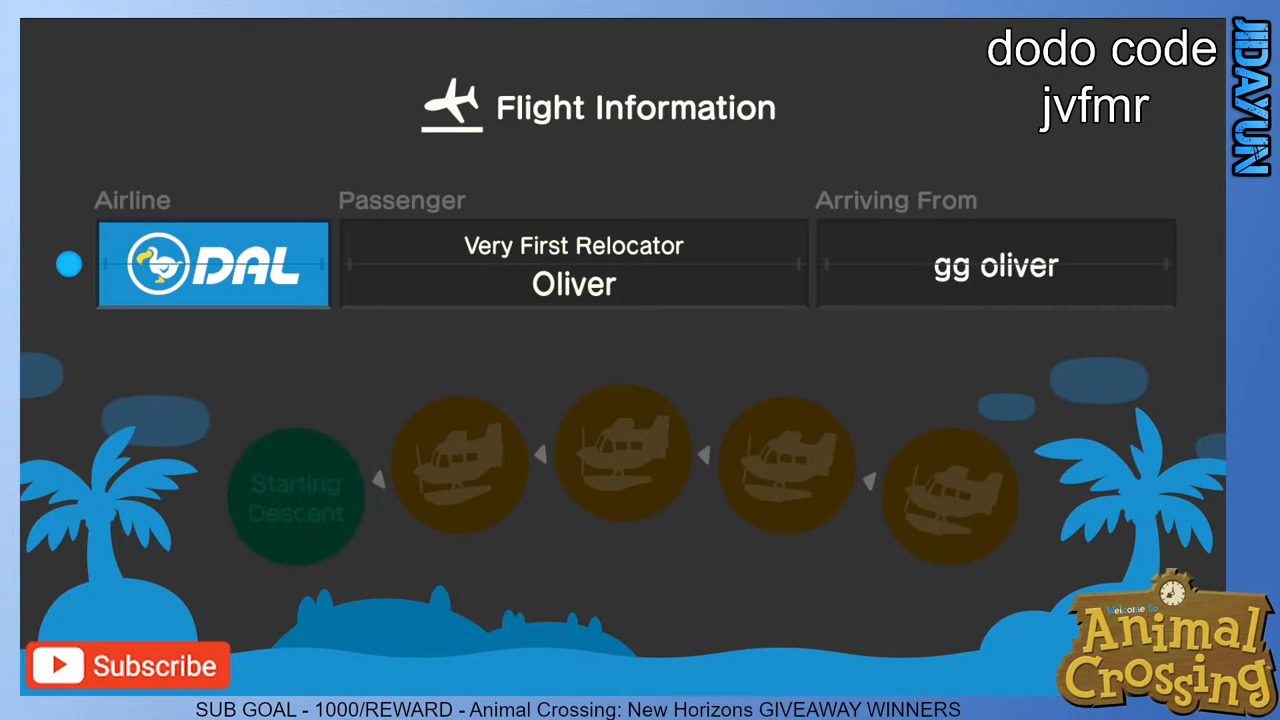 dodo code
jvfmr
JIDAVUN
Flight Information
Airline
Passenger
Arriving From
DAL
Very First Relocator
Oliver
gg oliver
Starting
Descent
Welcome to
Animal
Crossing
Subscribe
SUB GOAL - 1000/REWARD - Animal Crossing: New Horizons GIVEAWAY WINNERS